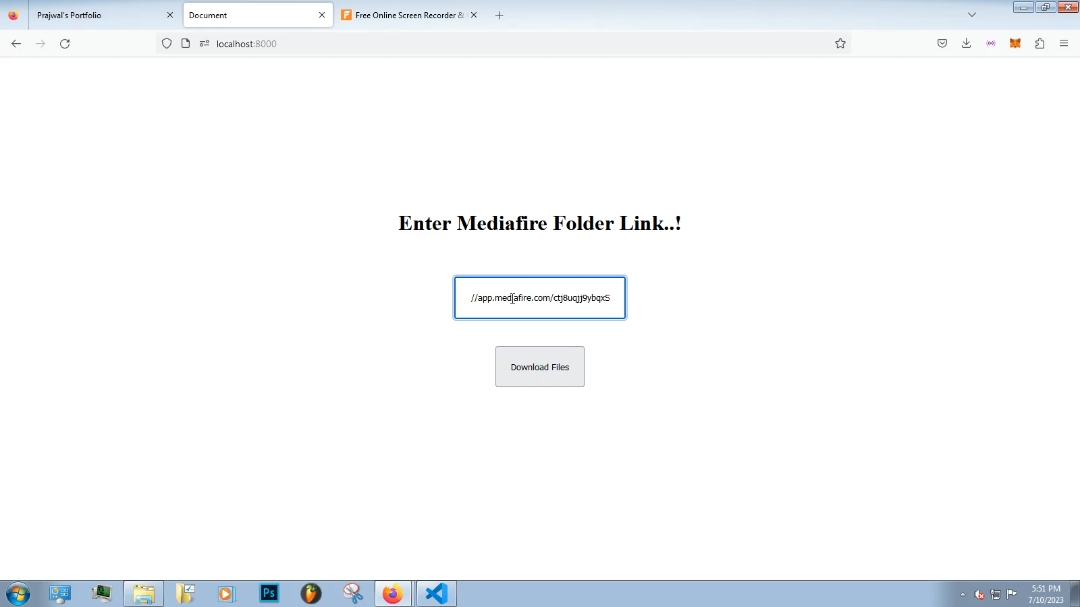 Prajwal's Portfolio
Document
Free Online Screen Recorder &
localhost:8000
Enter Mediafire Folder Link..!
//app.mediafire.com/ctj8uqjj9ybqxS
Download Files
Ps
5:51 PM
7/10/2023